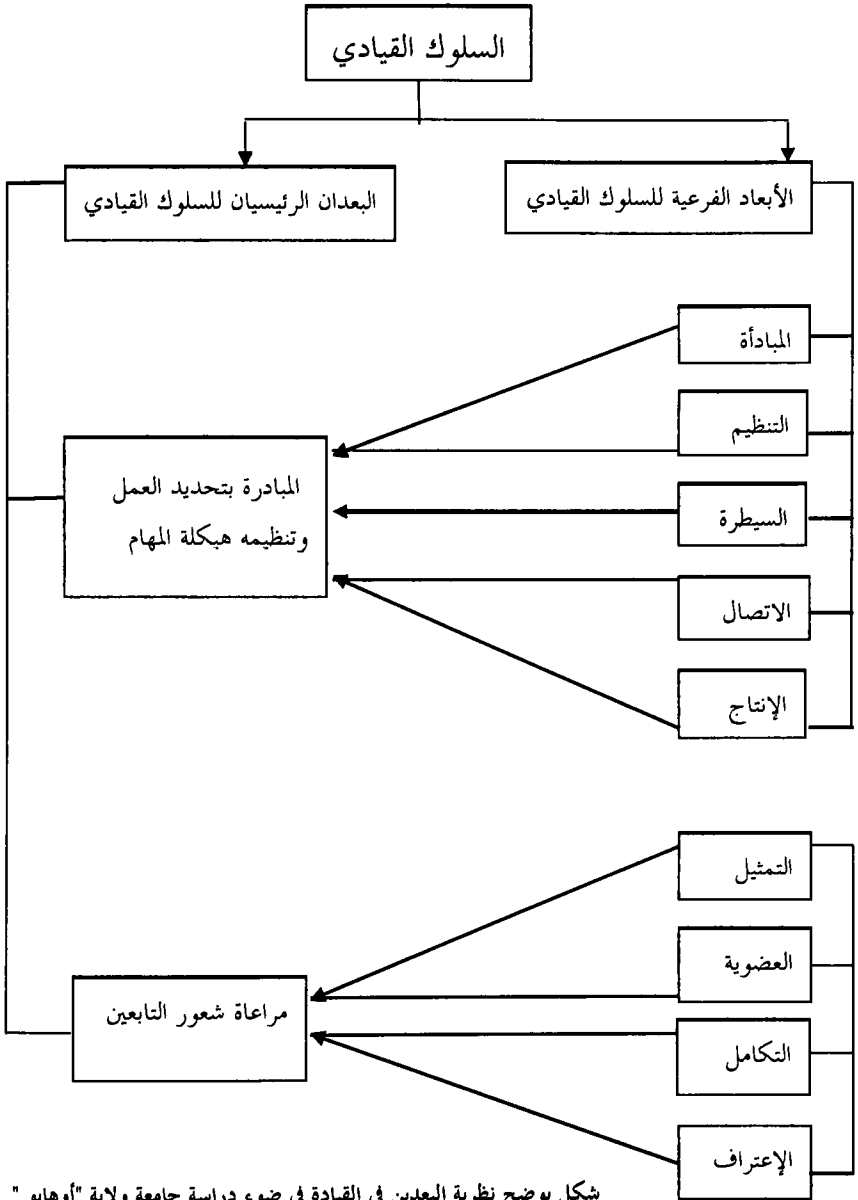 السلوك القيادي
الأبعاد الفرعية للسلوك القيادي
البعدان الرئيسيان للسلوك القيادي
المبادأة
التنظيم
السيطرة
الاتصال
الإنتاج
المبادرة بتحديد العمل
وتنظيمه هيكلة المهام
التمثيل
العضوية
التكامل
الإعتراف
مراعاة شعور التابعين
شكل يوضح نظرية البعدين في القيادة في ضوء دراسة جامعة ولاية "أوهايو"